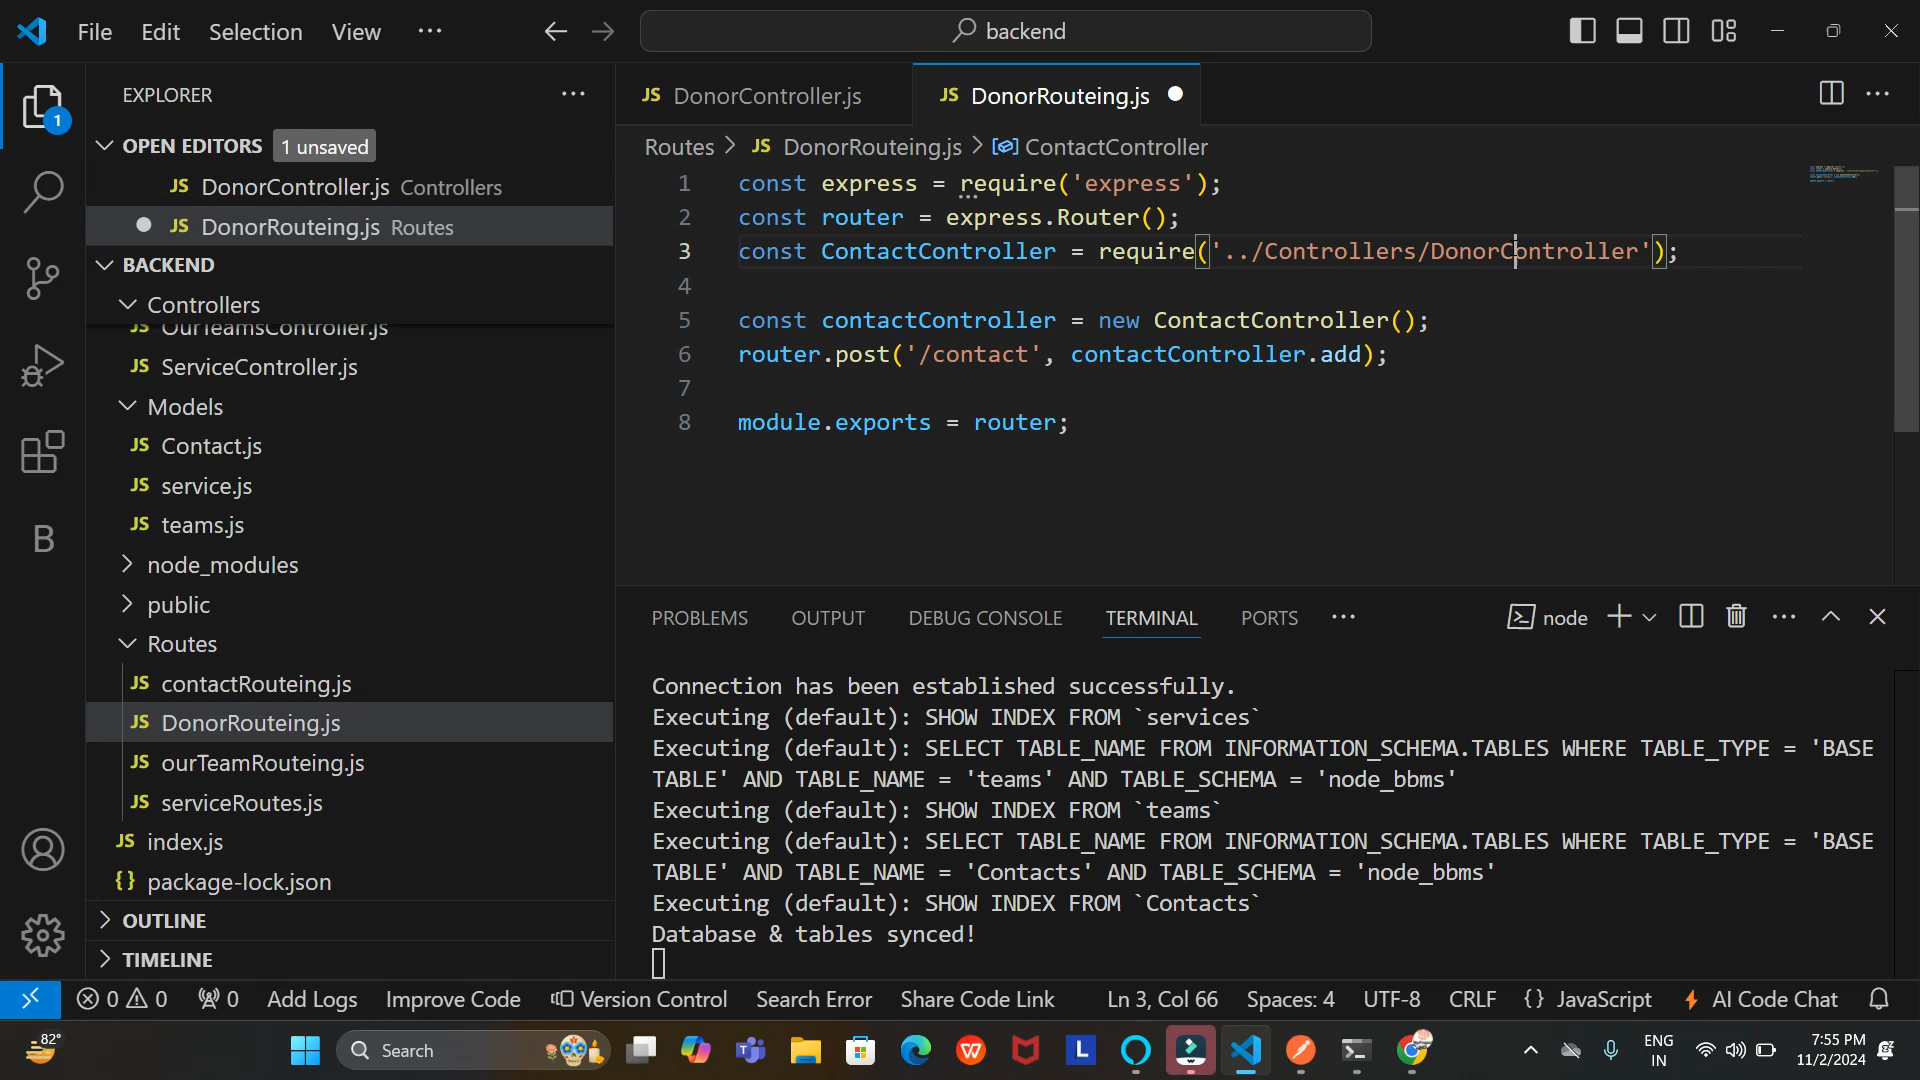 File Edit Selection View ··· backend
EXPLORER ···
OPEN EDITORS 1 unsaved
JS DonorController.js Controllers
JS DonorRouteing.js Routes
BACKEND
Controllers
JS OurTeamsController.js
JS ServiceController.js
Models
JS Contact.js
JS service.js
JS teams.js
node_modules
public
Routes
JS contactRouteing.js
JS DonorRouteing.js
JS ourTeamRouteing.js
JS serviceRoutes.js
JS index.js
{} package-lock.json
OUTLINE
TIMELINE
1
B
JS DonorController.js JS DonorRouteing.js
Routes > JS DonorRouteing.js > ContactController
1 const express = require('express');
2 const router = express.Router();
3 const ContactController = require('../Controllers/DonorController');
4
5 const contactController = new ContactController();
6 router.post('/contact', contactController.add);
7
8 module.exports = router;
PROBLEMS OUTPUT DEBUG CONSOLE TERMINAL PORTS ··· node
Connection has been established successfully.
Executing (default): SHOW INDEX FROM `services`
Executing (default): SELECT TABLE_NAME FROM INFORMATION_SCHEMA.TABLES WHERE TABLE_TYPE = 'BASE
TABLE' AND TABLE_NAME = 'teams' AND TABLE_SCHEMA = 'node_bbms'
Executing (default): SHOW INDEX FROM `teams`
Executing (default): SELECT TABLE_NAME FROM INFORMATION_SCHEMA.TABLES WHERE TABLE_TYPE = 'BASE
TABLE' AND TABLE_NAME = 'Contacts' AND TABLE_SCHEMA = 'node_bbms'
Executing (default): SHOW INDEX FROM `Contacts`
Database & tables synced!
0 0 0 Add Logs Improve Code Version Control Search Error Share Code Link Ln 3, Col 66 Spaces: 4 UTF-8 CRLF {} JavaScript AI Code Chat
82° Search W L ENG 7:55 PM
IN 11/2/2024